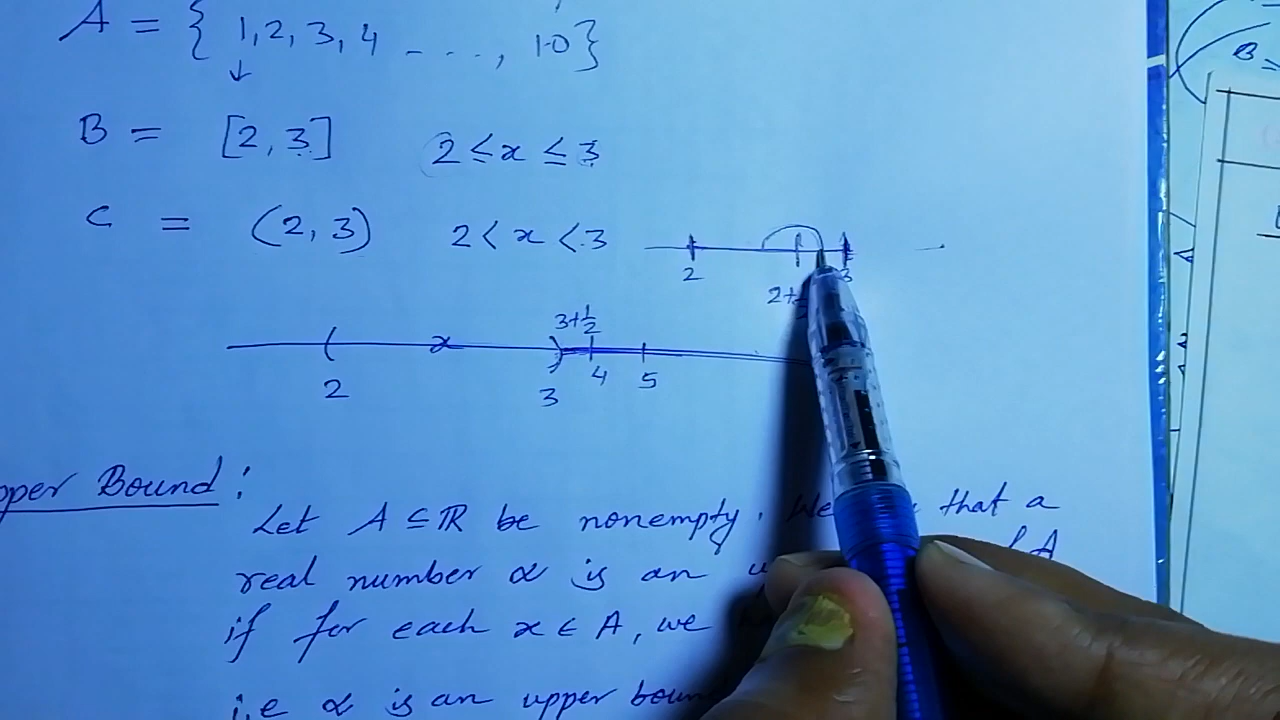 A = { 1, 2, 3, 4 - - - , 10}
↓
B = [2, 3] 2 ≤ x ≤ 3
C = (2, 3) 2 < x < 3
2 3
2+
3+1/2
x
2 3 4 5
pper Bound :
Let A ⊆ ℝ be nonempty. We that a
real number α is an
if for each x ∈ A, we
i.e α is an upper boun
B =